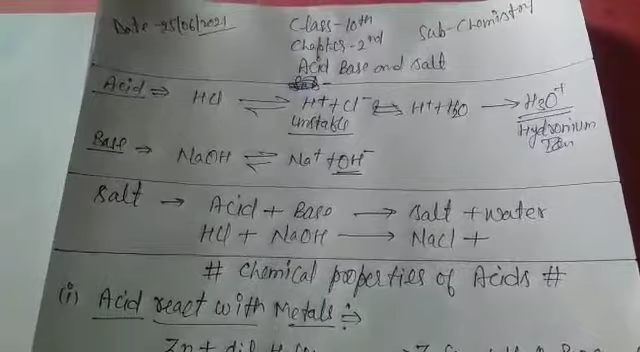 Date - 25/06/2021 Class - 10th Sub - Chemistry
Chapter - 2nd
Acid Base and Salt
Acid ⇒ HCl ⇌ H⁺ + Cl⁻ ⇌ H⁺ + H₂O → H₃O⁺
Unstable Hydronium
Base → NaOH ⇌ Na⁺ + OH⁻
Salt → Acid + Base → Salt + water
HCl + NaOH → NaCl +
# Chemical properties of Acids #
(i) Acid react with Metals ÷⇒
Zn + dil